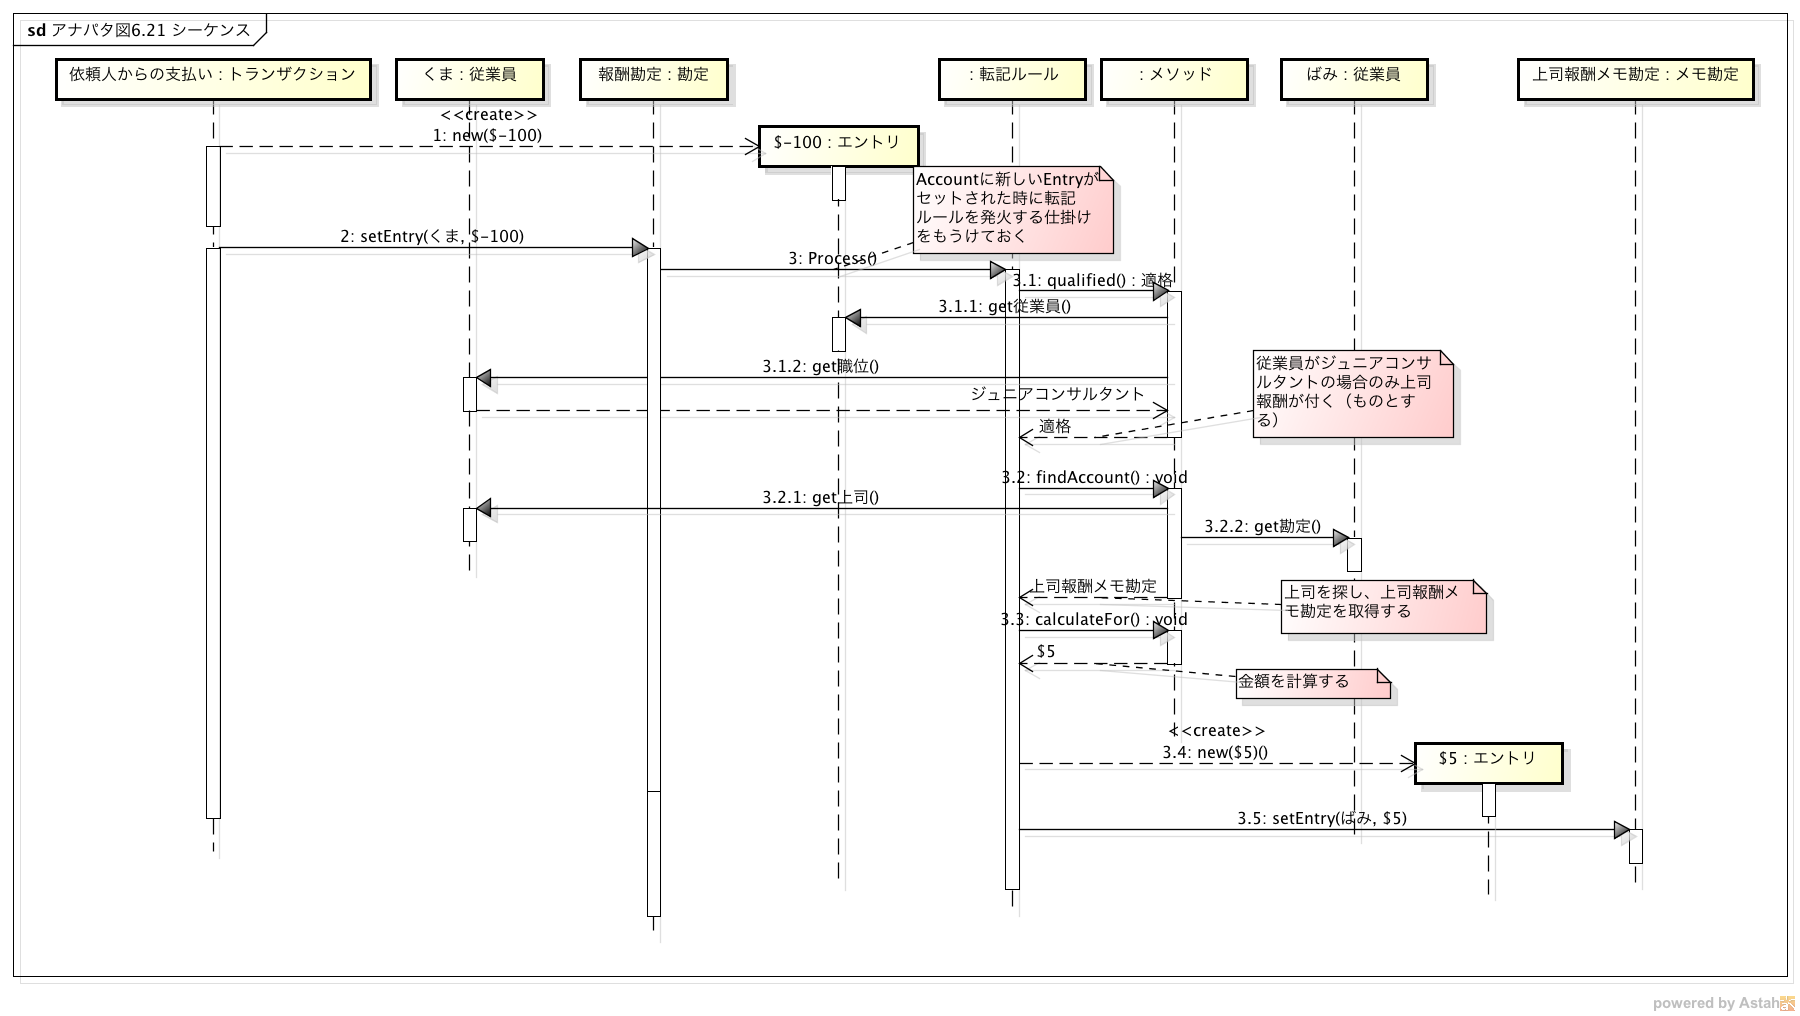 sd アナパタ図6.21 シーケンス
依頼人からの支払い : トランザクション
くま : 従業員
報酬勘定 : 勘定
: 転記ルール
: メソッド
ばみ : 従業員
上司報酬メモ勘定 : メモ勘定
<<create>>
1: new($-100)
$-100 : エントリ
Accountに新しいEntryが
セットされた時に転記
ルールを発火する仕掛け
をもうけておく
2: setEntry(くま, $-100)
3: Process()
3.1: qualified() : 適格
3.1.1: get従業員()
3.1.2: get職位()
従業員がジュニアコンサ
ルタントの場合のみ上司
報酬が付く（ものとす
る）
ジュニアコンサルタント
適格
3.2: findAccount() : void
3.2.1: get上司()
3.2.2: get勘定()
上司報酬メモ勘定
上司を探し、上司報酬メ
モ勘定を取得する
3.3: calculateFor() : void
$5
金額を計算する
<<create>>
3.4: new($5)()
$5 : エントリ
3.5: setEntry(ばみ, $5)
powered by Astah